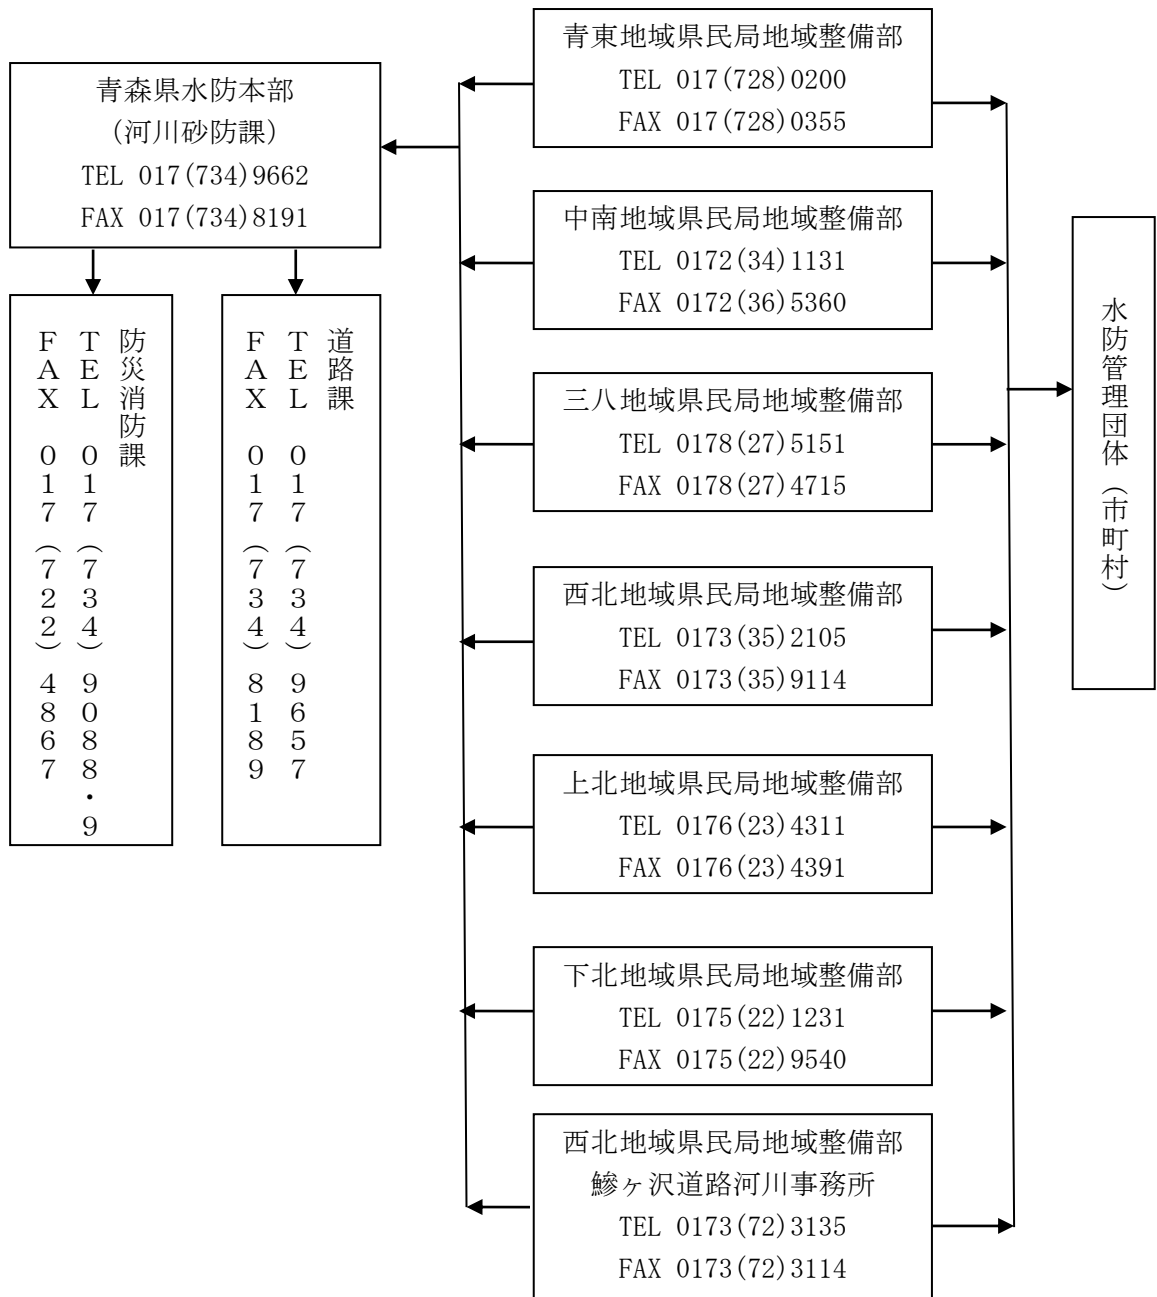 青森県水防本部
(河川砂防課)
TEL 017(734)9662
FAX 017(734)8191
防災消防課
ＴＥＬ　０１７（７３４）９０８８・９
ＦＡＸ　０１７（７２２）４８６７
道路課
ＴＥＬ　０１７（７３４）９６５７
ＦＡＸ　０１７（７３４）８１８９
青東地域県民局地域整備部
TEL 017(728)0200
FAX 017(728)0355
中南地域県民局地域整備部
TEL 0172(34)1131
FAX 0172(36)5360
三八地域県民局地域整備部
TEL 0178(27)5151
FAX 0178(27)4715
西北地域県民局地域整備部
TEL 0173(35)2105
FAX 0173(35)9114
上北地域県民局地域整備部
TEL 0176(23)4311
FAX 0176(23)4391
下北地域県民局地域整備部
TEL 0175(22)1231
FAX 0175(22)9540
西北地域県民局地域整備部
鰺ヶ沢道路河川事務所
TEL 0173(72)3135
FAX 0173(72)3114
水防管理団体（市町村）